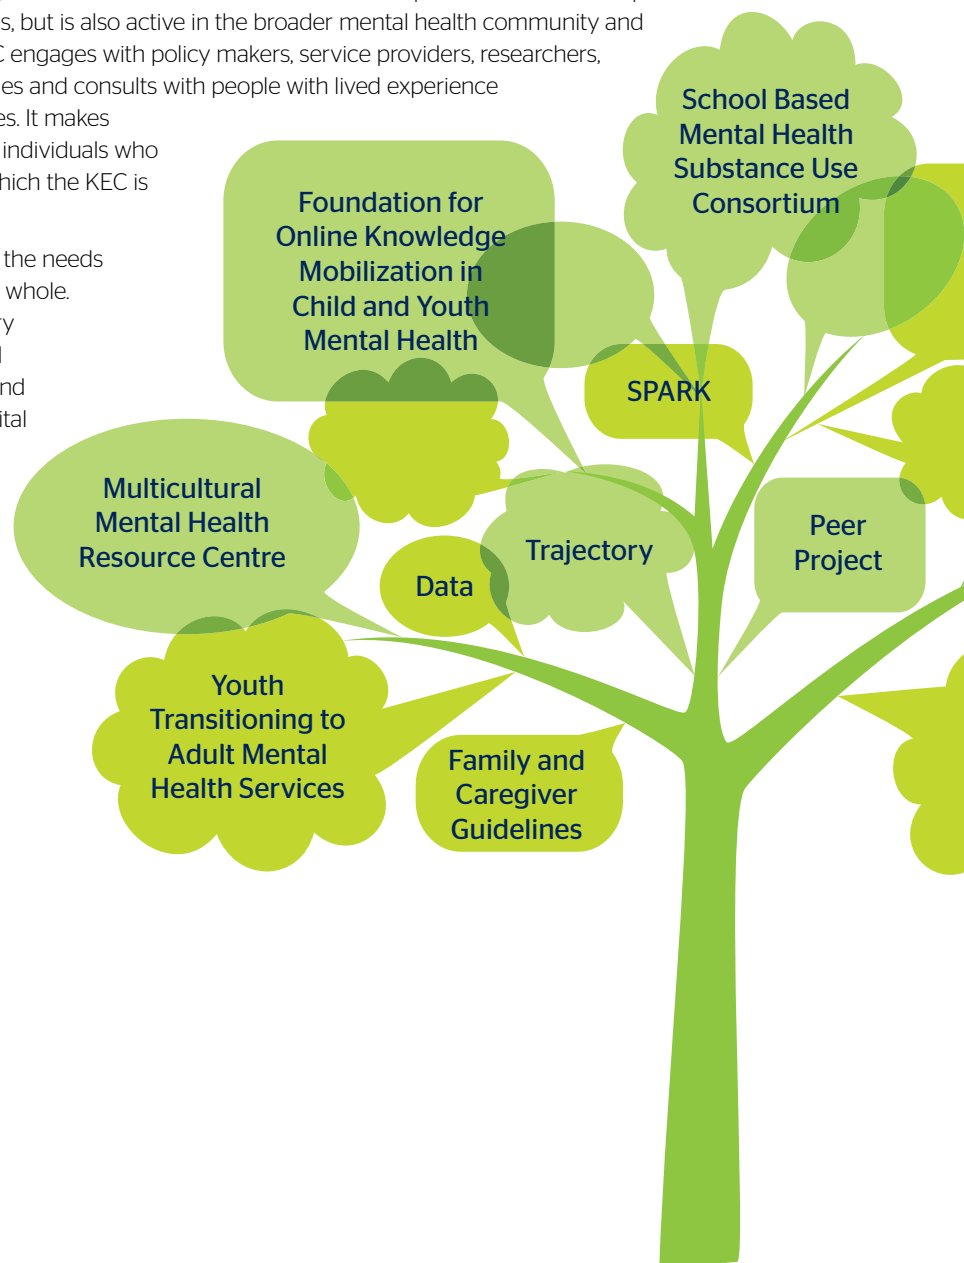 s, but is also active in the broader mental health community and
C engages with policy makers, service providers, researchers,
es and consults with people with lived experience
es. It makes
individuals who
hich the KEC is
the needs
whole.
ry
nd
ital
School Based
Mental Health
Substance Use
Consortium
Foundation for
Online Knowledge
Mobilization in
Child and Youth
Mental Health
SPARK
Multicultural
Mental Health
Resource Centre
Data
Trajectory
Peer
Project
Youth
Transitioning to
Adult Mental
Health Services
Family and
Caregiver
Guidelines